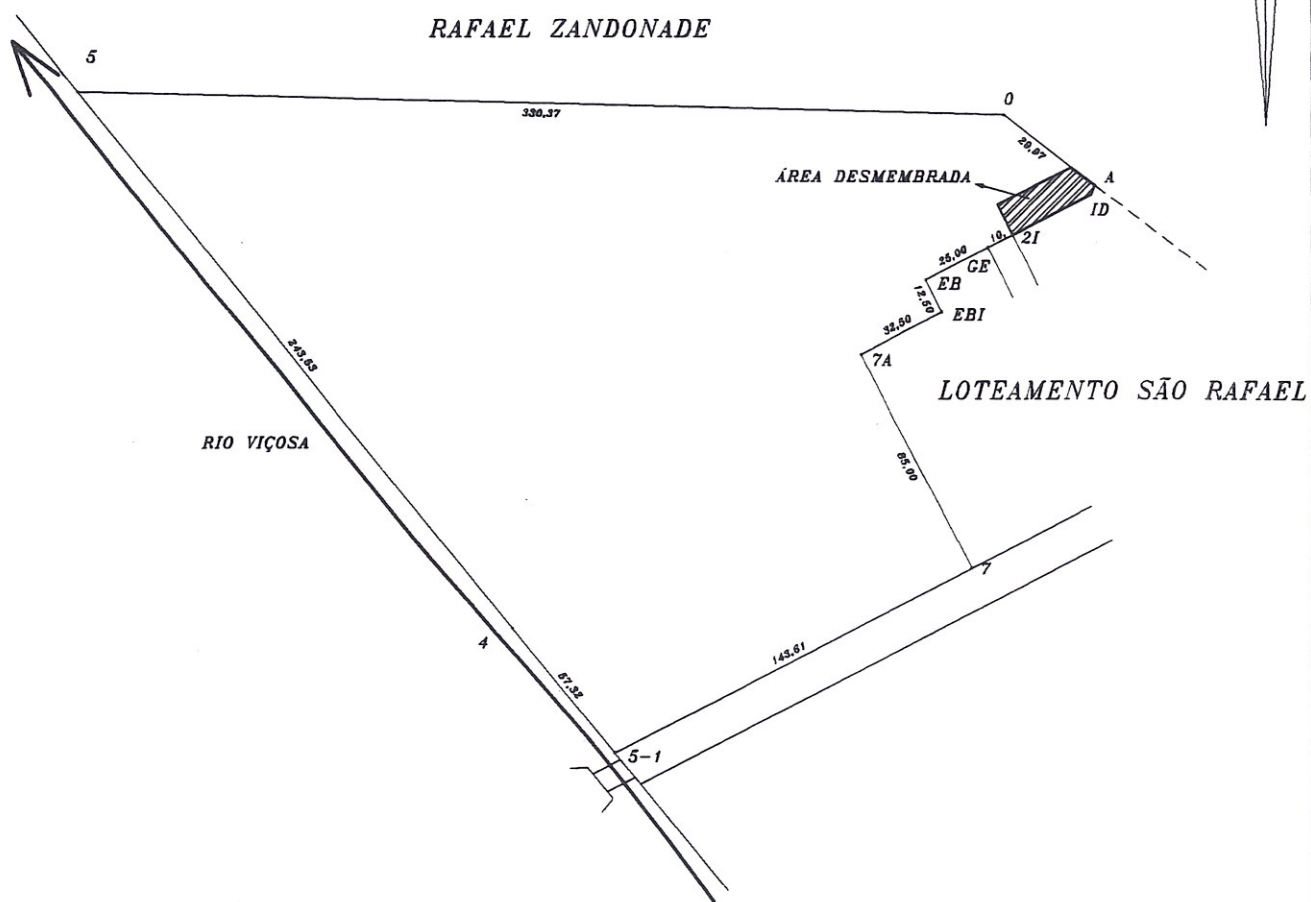 RAFAEL ZANDONADE
5
0
330,37
29,97
ÁREA DESMEMBRADA
A
1D
2I
10,
25,00
GE
EB
12,50
EBI
32,50
7A
LOTEAMENTO SÃO RAFAEL
243,63
RIO VIÇOSA
85,00
7
4
143,61
57,32
5-1